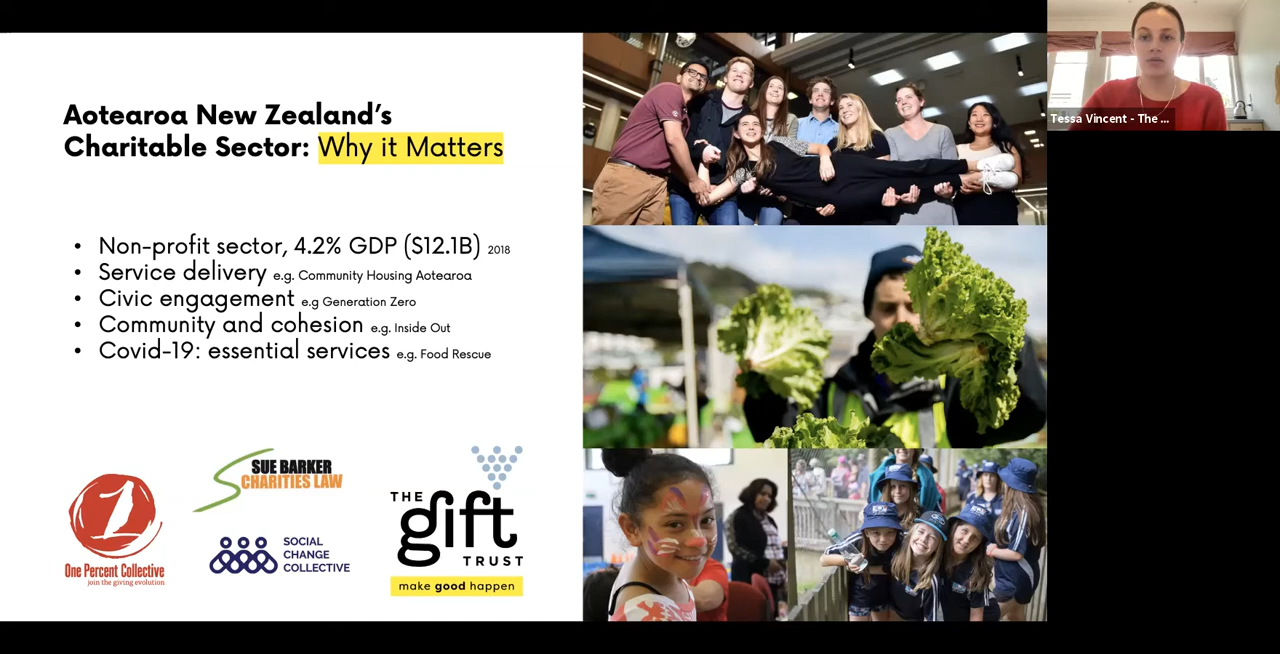 Aotearoa New Zealand's
Charitable Sector: Why it Matters
• Non-profit sector, 4.2% GDP (S12.1B) 2018
• Service delivery e.g. Community Housing Aotearoa
• Civic engagement e.g Generation Zero
• Community and cohesion e.g. Inside Out
• Covid-19: essential services e.g. Food Rescue
1
One Percent Collective
join the giving evolution
SUE BARKER
CHARITIES LAW
SOCIAL
CHANGE
COLLECTIVE
THE
gift
TRUST
make good happen
Tessa Vincent - The ...